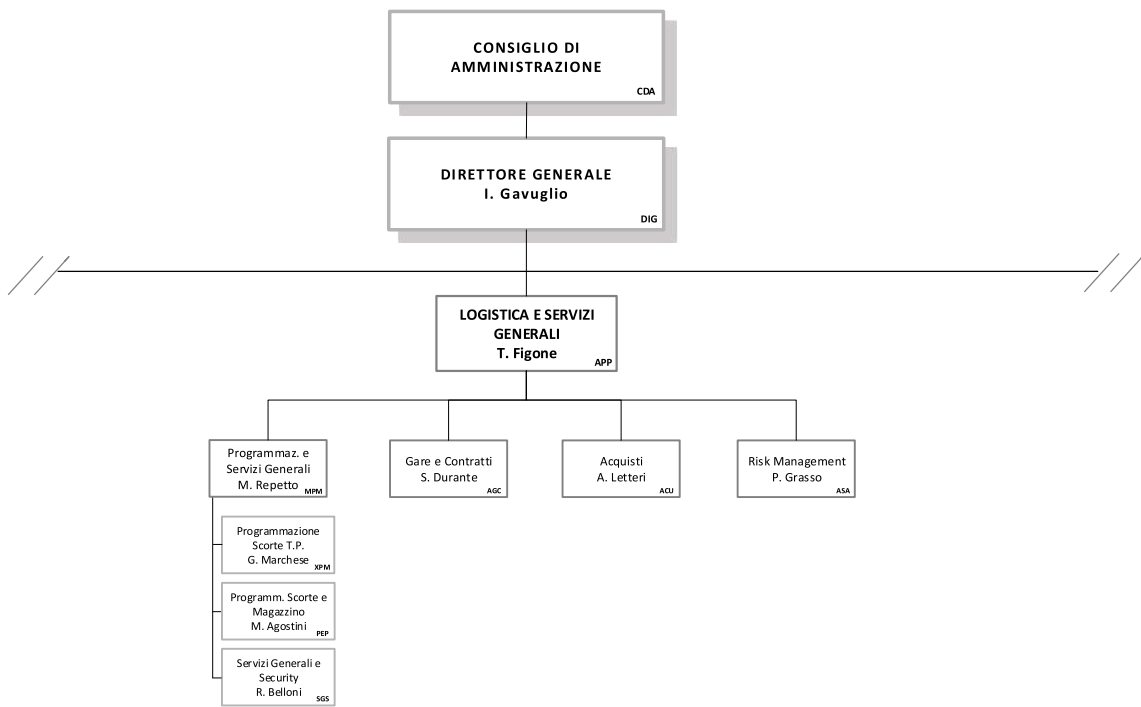 CONSIGLIO DI
AMMINISTRAZIONE
CDA
DIRETTORE GENERALE
I. Gavuglio
DIG
LOGISTICA E SERVIZI
GENERALI
T. Figone
APP
Programmaz. e
Servizi Generali
M. Repetto
MPM
Gare e Contratti
S. Durante
AGC
Acquisti
A. Letteri
ACU
Risk Management
P. Grasso
ASA
Programmazione
Scorte T.P.
G. Marchese
XPM
Programm. Scorte e
Magazzino
M. Agostini
PEP
Servizi Generali e
Security
R. Belloni
SGS